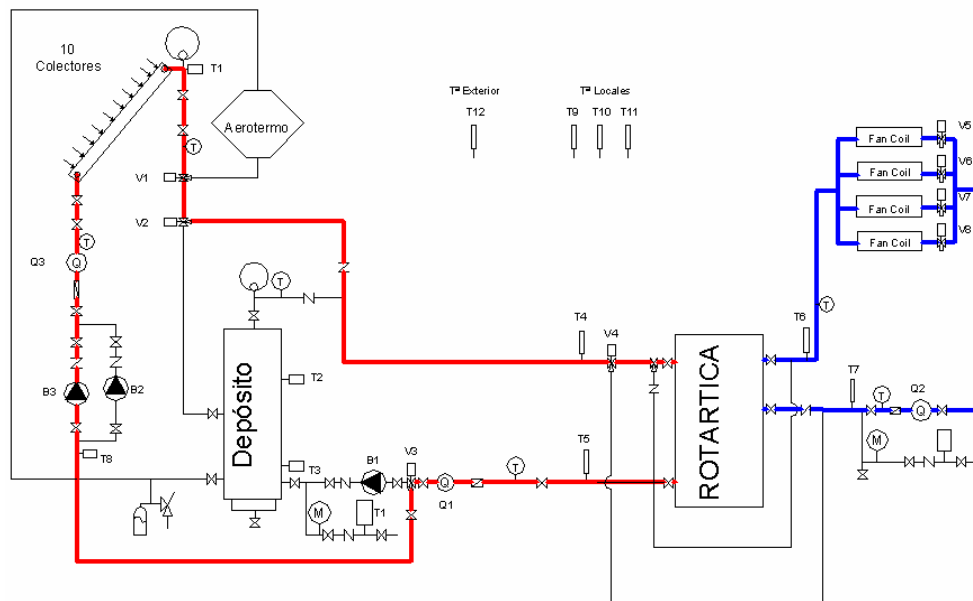 10
Colectores
T1
Aerotermo
Tª Exterior
T12
Tª Locales
T9
T10
T11
V5
Fan Coil
V6
Fan Coil
V7
Fan Coil
V8
Fan Coil
V1
V2
T
T
Q3
Q
T
T
T4
V4
T6
T2
Depósito
ROTARTICA
T7
T
Q2
Q
B3
B2
T8
T3
B1
V3
Q
Q1
T
T5
M
T1
M